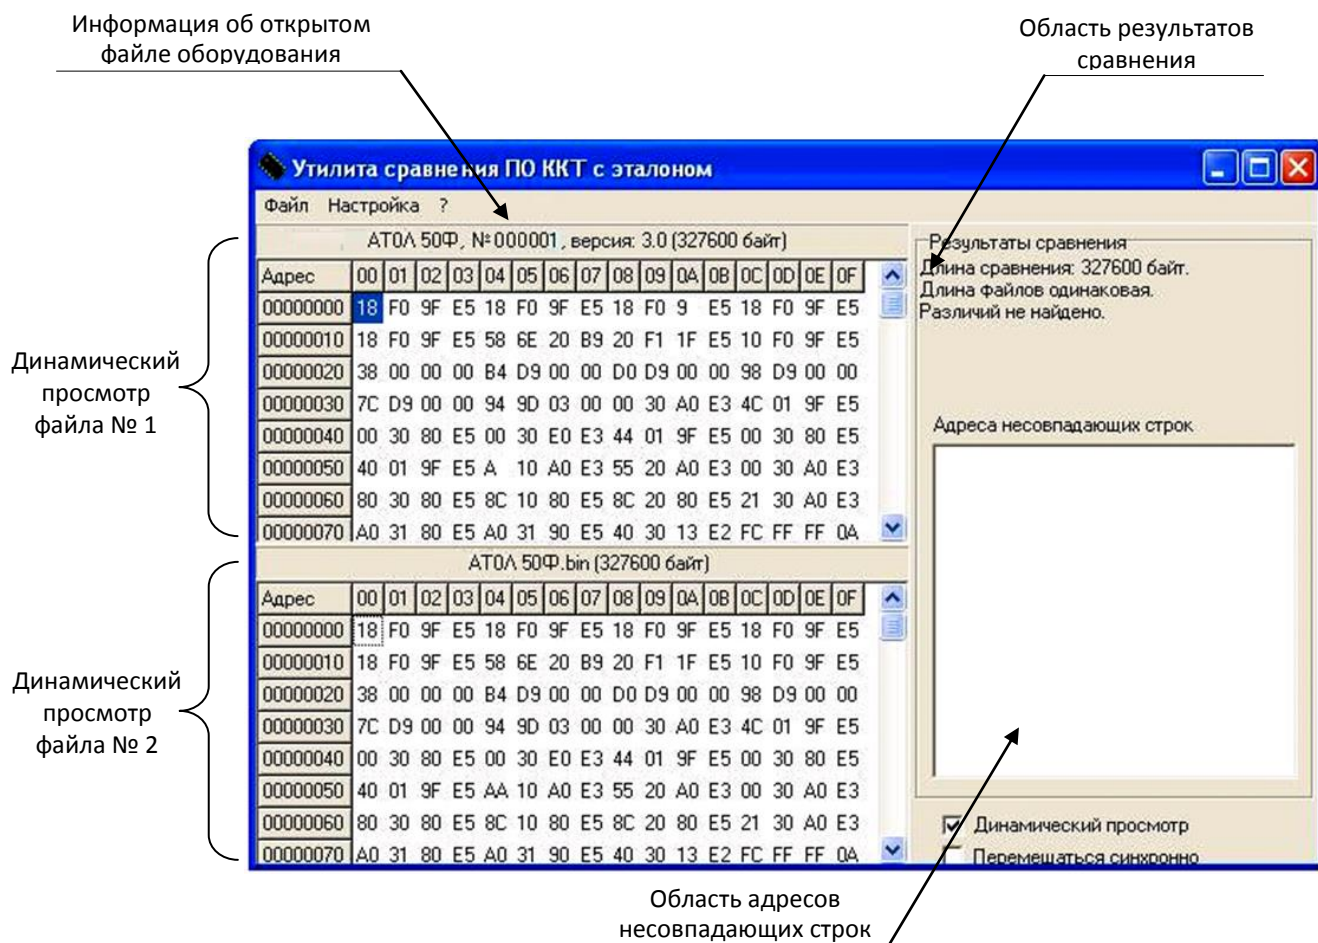 Информация об открытом
файле оборудования
Область результатов
сравнения
Утилита сравнения ПО ККТ с эталоном
Файл Настройка ?
АТОЛ 50Ф, №000001, версия: 3.0 (327600 байт)
Адрес 00 01 02 03 04 05 06 07 08 09 0A 0B 0C 0D 0E 0F
00000000 18 F0 9F E5 18 F0 9F E5 18 F0 9 E5 18 F0 9F E5
00000010 18 F0 9F E5 58 6E 20 B9 20 F1 1F E5 10 F0 9F E5
00000020 38 00 00 00 B4 D9 00 00 D0 D9 00 00 98 D9 00 00
00000030 7C D9 00 00 94 9D 03 00 00 30 A0 E3 4C 01 9F E5
00000040 00 30 80 E5 00 30 E0 E3 44 01 9F E5 00 30 80 E5
00000050 40 01 9F E5 A 10 A0 E3 55 20 A0 E3 00 30 A0 E3
00000060 80 30 80 E5 8C 10 80 E5 8C 20 80 E5 21 30 A0 E3
00000070 A0 31 80 E5 A0 31 90 E5 40 30 13 E2 FC FF FF 0A
Динамический
просмотр
файла № 1
Результаты сравнения
Длина сравнения: 327600 байт.
Длина файлов одинаковая.
Различий не найдено.
Адреса несовпадающих строк
АТОЛ 50Ф.bin (327600 байт)
Адрес 00 01 02 03 04 05 06 07 08 09 0A 0B 0C 0D 0E 0F
00000000 18 F0 9F E5 18 F0 9F E5 18 F0 9F E5 18 F0 9F E5
00000010 18 F0 9F E5 58 6E 20 B9 20 F1 1F E5 10 F0 9F E5
00000020 38 00 00 00 B4 D9 00 00 D0 D9 00 00 98 D9 00 00
00000030 7C D9 00 00 94 9D 03 00 00 30 A0 E3 4C 01 9F E5
00000040 00 30 80 E5 00 30 E0 E3 44 01 9F E5 00 30 80 E5
00000050 40 01 9F E5 AA 10 A0 E3 55 20 A0 E3 00 30 A0 E3
00000060 80 30 80 E5 8C 10 80 E5 8C 20 80 E5 21 30 A0 E3
00000070 A0 31 80 E5 A0 31 90 E5 40 30 13 E2 FC FF FF 0A
Динамический
просмотр
файла № 2
Динамический просмотр
Перемещаться синхронно
Область адресов
несовпадающих строк